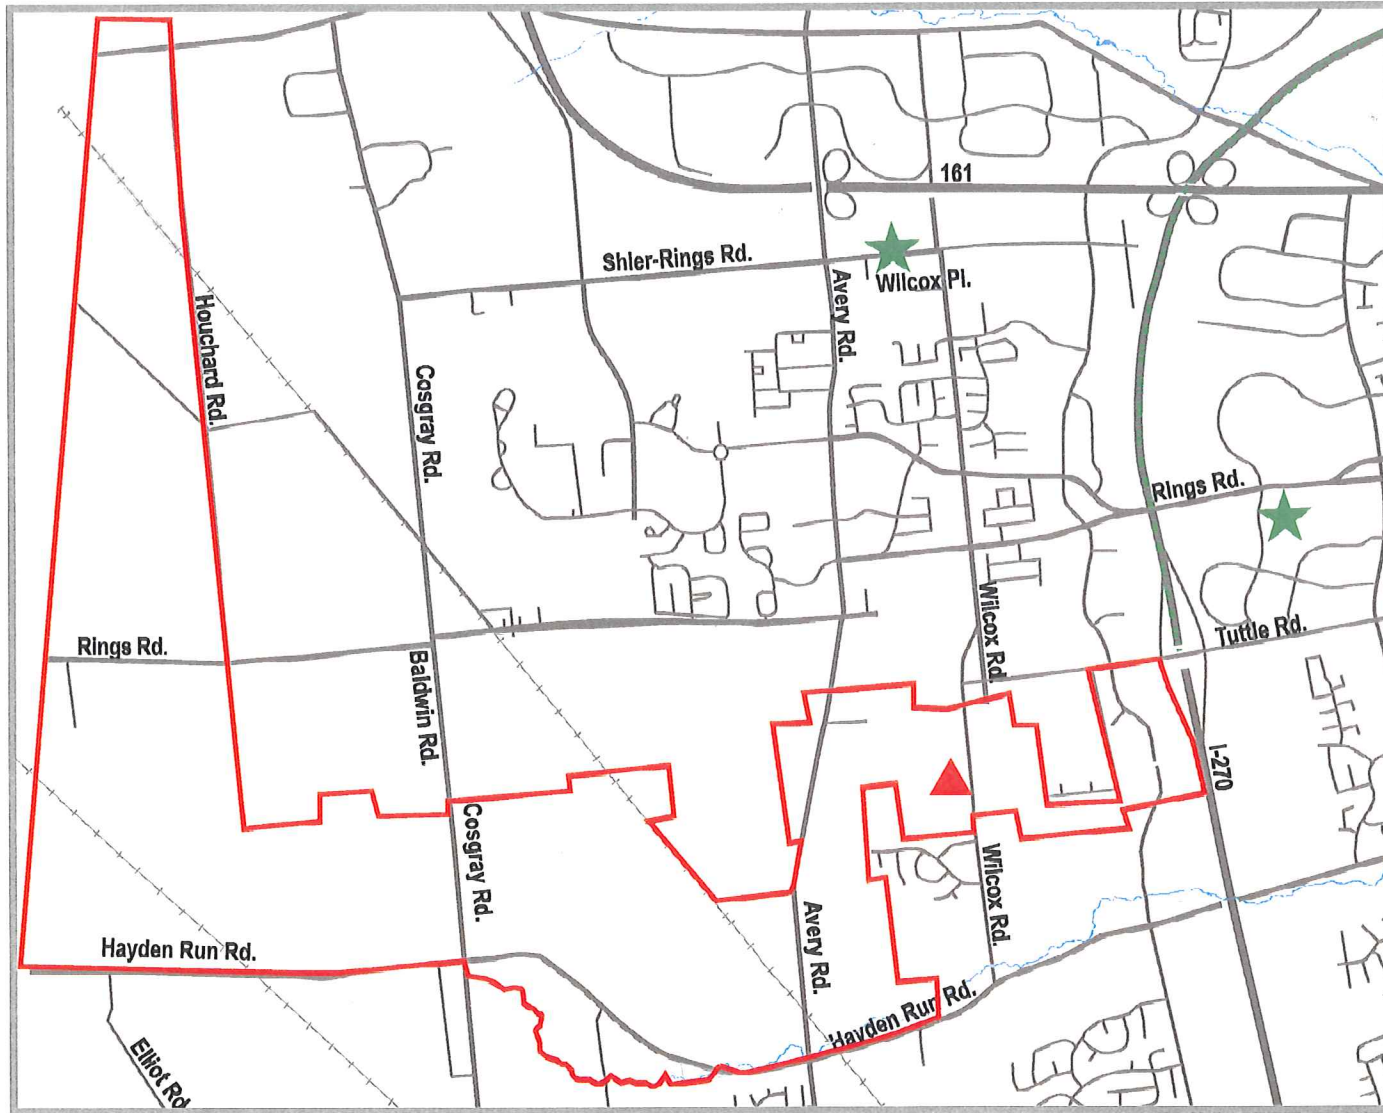 161
Shler-Rings Rd.
Wilcox Pl.
Houchard Rd.
Avery Rd.
Cosgray Rd.
Rings Rd.
Wilcox Rd.
Tuttle Rd.
Rings Rd.
Baldwin Rd.
I-270
Cosgray Rd.
Wilcox Rd.
Avery Rd.
Hayden Run Rd.
Hayden Run Rd.
Elliot Rd